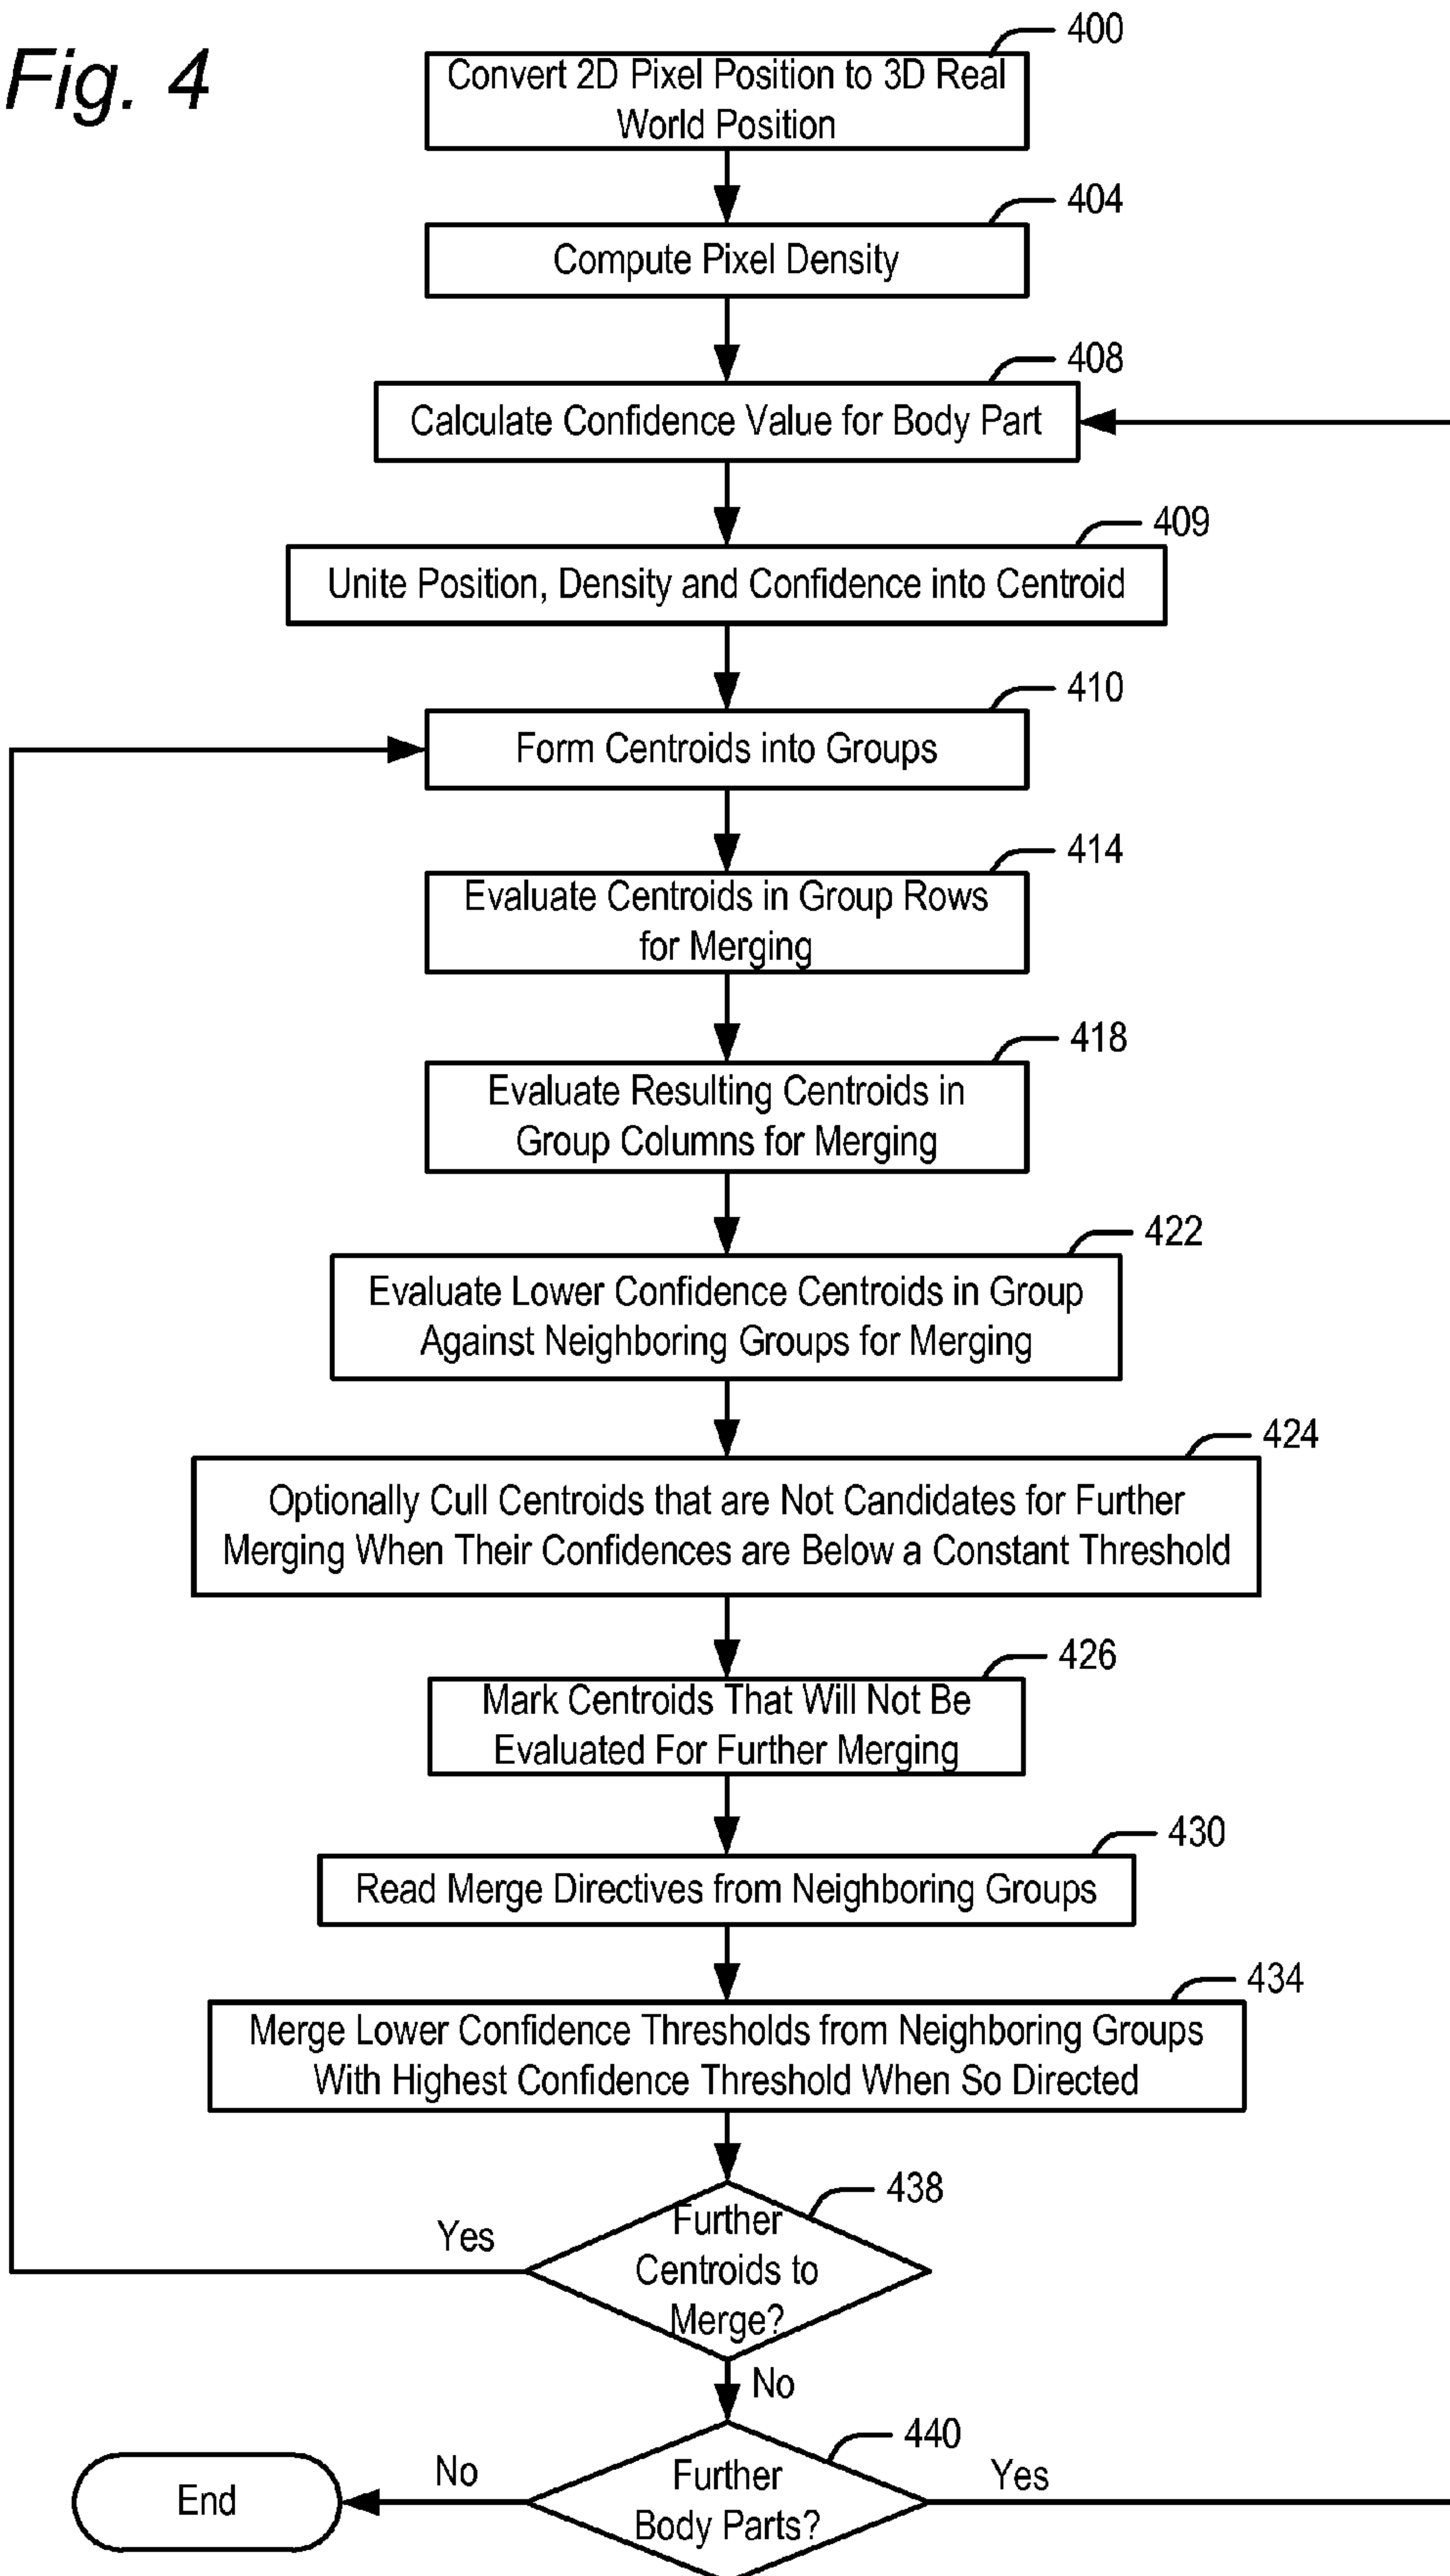 Fig. 4
400
Convert 2D Pixel Position to 3D Real
World Position
404
Compute Pixel Density
408
Calculate Confidence Value for Body Part
409
Unite Position, Density and Confidence into Centroid
410
Form Centroids into Groups
414
Evaluate Centroids in Group Rows
for Merging
418
Evaluate Resulting Centroids in
Group Columns for Merging
422
Evaluate Lower Confidence Centroids in Group
Against Neighboring Groups for Merging
424
Optionally Cull Centroids that are Not Candidates for Further
Merging When Their Confidences are Below a Constant Threshold
426
Mark Centroids That Will Not Be
Evaluated For Further Merging
430
Read Merge Directives from Neighboring Groups
434
Merge Lower Confidence Thresholds from Neighboring Groups
With Highest Confidence Threshold When So Directed
438
Yes
Further
Centroids to
Merge?
No
440
End
No
Further
Body Parts?
Yes